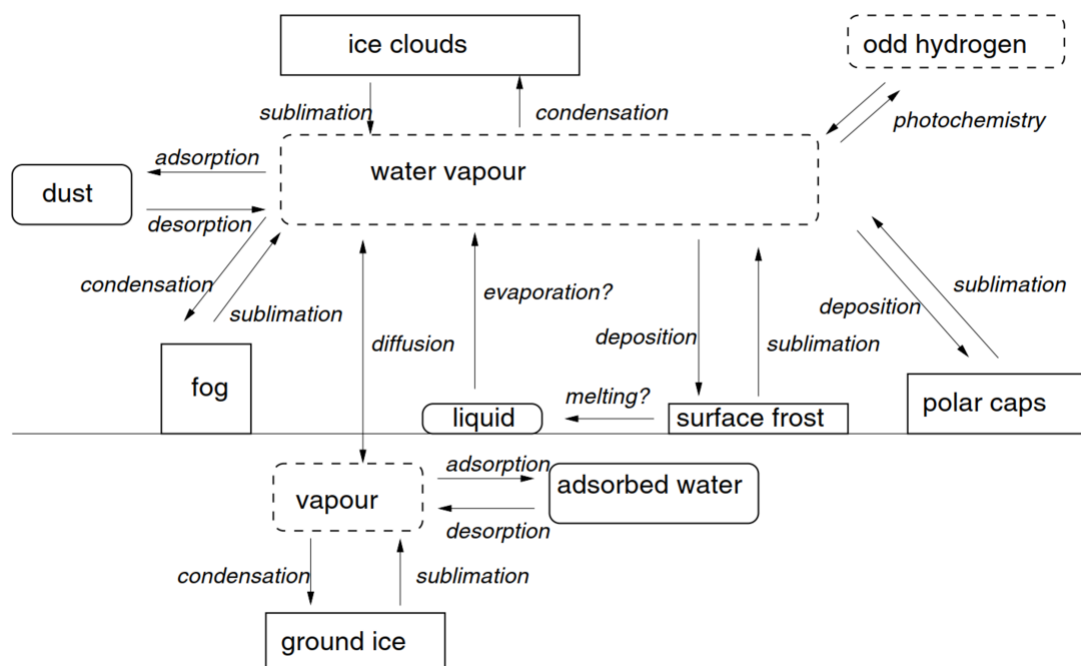 ice clouds
odd hydrogen
sublimation
condensation
photochemistry
adsorption
water vapour
dust
desorption
condensation
sublimation
evaporation?
sublimation
deposition
diffusion
deposition
sublimation
fog
melting?
liquid
surface frost
polar caps
adsorption
vapour
adsorbed water
desorption
condensation
sublimation
ground ice